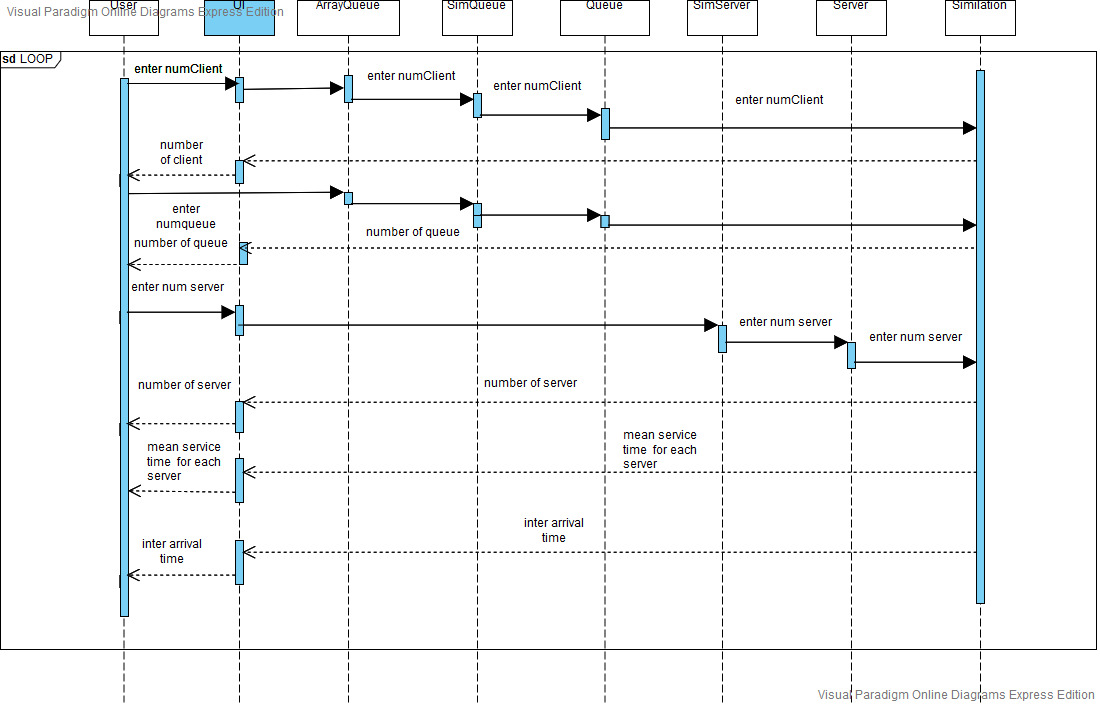 User
UI
ArrayQueue
SimQueue
Queue
SimServer
Server
Similation
Visual Paradigm Online Diagrams Express Edition
sd LOOP
enter numClient
enter numClient
enter numClient
enter numClient
number
of client
enter
numqueue
number of queue
number of queue
enter num server
enter num server
enter num server
number of server
number of server
mean service
time for each
server
mean service
time for each
server
inter arrival
time
inter arrival
time
Visual Paradigm Online Diagrams Express Edition